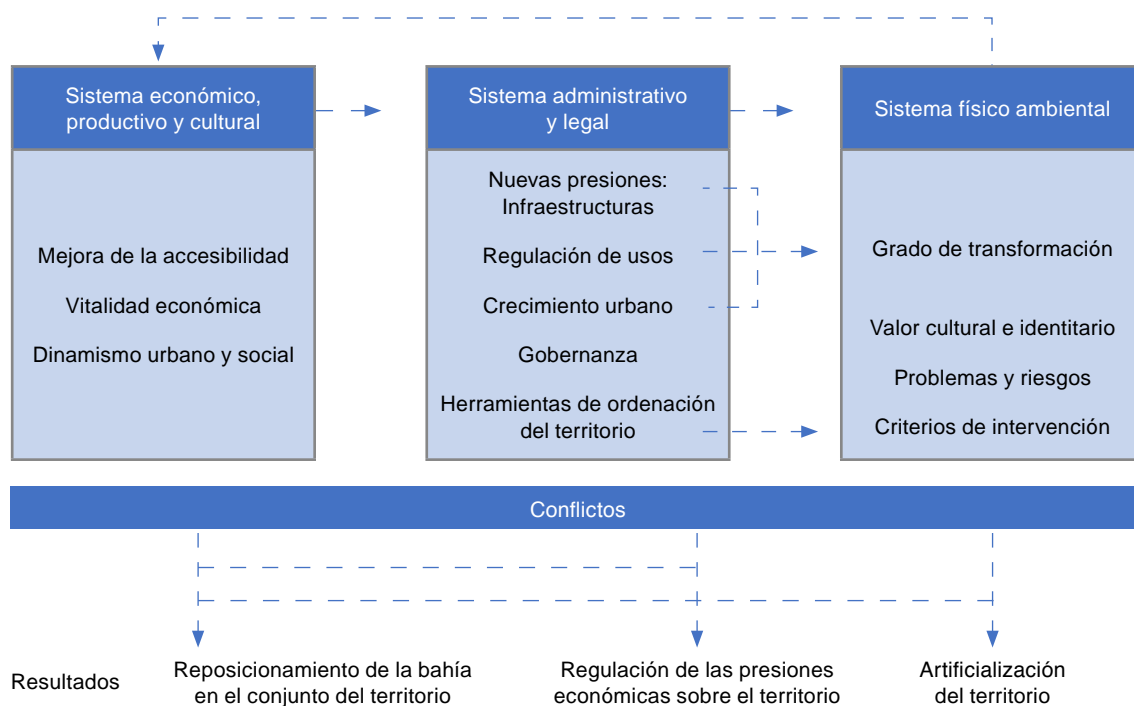 Sistema económico,
productivo y cultural
Mejora de la accesibilidad
Vitalidad económica
Dinamismo urbano y social
Sistema administrativo
y legal
Nuevas presiones:
Infraestructuras
Regulación de usos
Crecimiento urbano
Gobernanza
Herramientas de ordenación
del territorio
Sistema físico ambiental
Grado de transformación
Valor cultural e identitario
Problemas y riesgos
Criterios de intervención
Conflictos
Resultados
Reposicionamiento de la bahía
en el conjunto del territorio
Regulación de las presiones
económicas sobre el territorio
Artificialización
del territorio